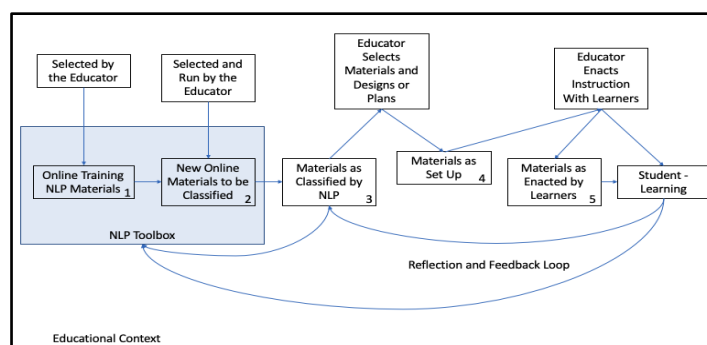 Selected by
the Educator
Selected and
Run by the
Educator
Educator
Selects
Materials and
Designs or
Plans
Educator
Enacts
Instruction
With Learners
Online Training
NLP Materials
1
New Online
Materials to be
Classified
2
Materials as
Classified by
NLP
3
Materials as
Set Up
4
Materials as
Enacted by
Learners
5
Student -
Learning
NLP Toolbox
Reflection and Feedback Loop
Educational Context